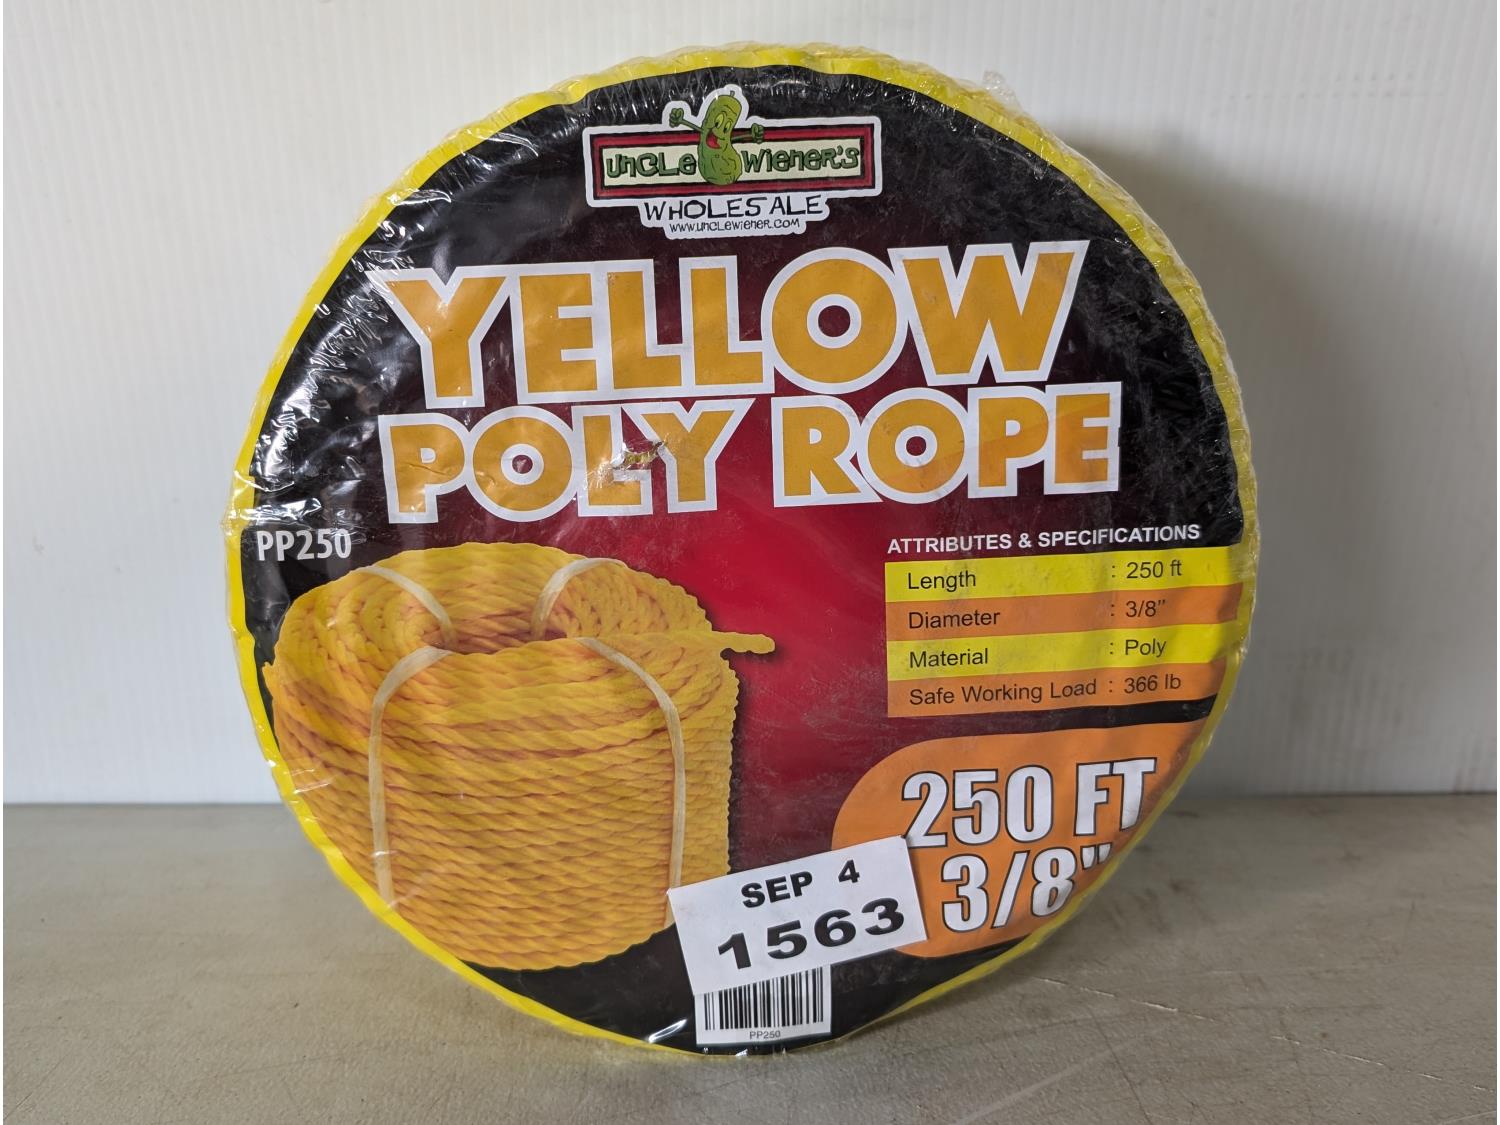 UNCLE WIENER'S
WHOLESALE
WWW.UNCLEWIENER.COM
YELLOW
POLY ROPE
PP250
ATTRIBUTES & SPECIFICATIONS
Length : 250 ft
Diameter : 3/8"
Material : Poly
Safe Working Load : 366 lb
250 FT
3/8"
SEP 4
1563
PP250